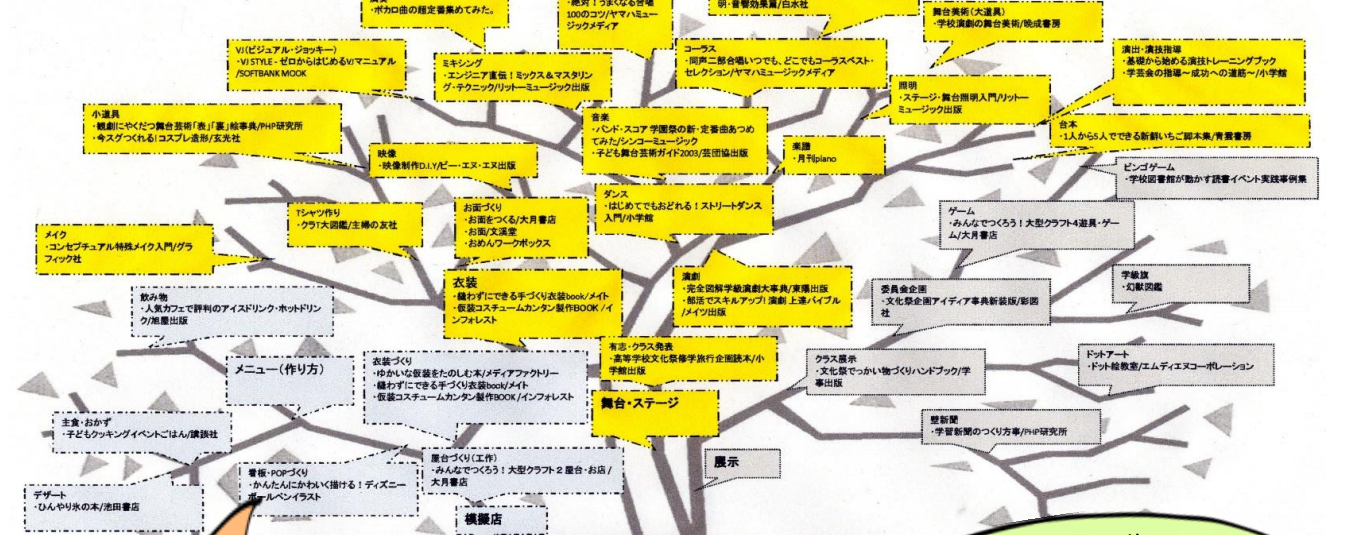 ・ボカロ曲の超定番集めてみた。
・絶対！うまくなる合唱
100のコツ/ヤマハミュー
ジックメディア
明・音響効果篇/白水社
舞台美術(大道具)
・学校演劇の舞台美術/晩成書房
VJ(ビジュアル・ジョッキー)
・VJ STYLE - ゼロからはじめるVJマニュアル
/SOFTBANK MOOK
ミキシング
・エンジニア直伝！ミックス＆マスタリン
グ・テクニック/リットーミュージック出版
コーラス
・同声二部合唱いつでも、どこでもコーラスベスト・
セレクション/ヤマハミュージックメディア
演出・演技指導
・基礎から始める演技トレーニングブック
・学芸会の指導～成功への道筋～/小学館
照明
・ステージ・舞台照明入門/リットー
ミュージック出版
小道具
・観劇にやくだつ舞台芸術「表」「裏」絵事典/PHP研究所
・今スグつくれる!コスプレ造形/玄光社
音楽
・バンド・スコア 学園祭の新・定番曲あつめ
てみた/シンコーミュージック
・子ども舞台芸術ガイド2003/芸団協出版
台本
・1人から5人でできる新鮮いちご脚本集/青雲書房
映像
・映像制作D.I.Y/ビー・エヌ・エヌ出版
楽譜
・月刊piano
ビンゴゲーム
・学校図書館が動かす読書イベント実践事例集
ダンス
・はじめてでもおどれる！ストリートダンス
入門/小学館
Tシャツ作り
・クラT大図鑑/主婦の友社
お面づくり
・お面をつくる/大月書店
・お面/文溪堂
・おめんワークボックス
ゲーム
・みんなでつくろう！大型クラフト4遊具・ゲー
ム/大月書店
メイク
・コンセプチュアル特殊メイク入門/グラ
フィック社
衣装
・縫わずにできる手づくり衣装book/メイト
・仮装コスチュームカンタン製作BOOK /イ
ンフォレスト
演劇
・完全図解学級演劇大事典/東陽出版
・部活でスキルアップ! 演劇 上達バイブル
/メイツ出版
委員会企画
・文化祭企画アイディア事典新装版/彩図
社
学級旗
・幻獣図鑑
飲み物
・人気カフェで評判のアイスドリンク・ホットドリン
ク/旭屋出版
有志・クラス発表
・高等学校文化祭修学旅行企画読本/小
学館出版
メニュー(作り方)
衣装づくり
・ゆかいな仮装をたのしむ本/メディアファクトリー
・縫わずにできる手づくり衣装book/メイト
・仮装コスチュームカンタン製作BOOK /インフォレスト
クラス展示
・文化祭でっかい物づくりハンドブック/学
事出版
ドットアート
・ドット絵教室/エムディエヌコーポレーション
舞台・ステージ
主食・おかず
・子どもクッキングイベントごはん/講談社
壁新聞
・学習新聞のつくり方事/PHP研究所
屋台づくり(工作)
・みんなでつくろう！大型クラフト２ 屋台・お店/
大月書店
展示
看板・POPづくり
・かんたんにかわいく描ける！ディズニー
ボールペンイラスト
デザート
・ひんやり氷の本/池田書店
模擬店